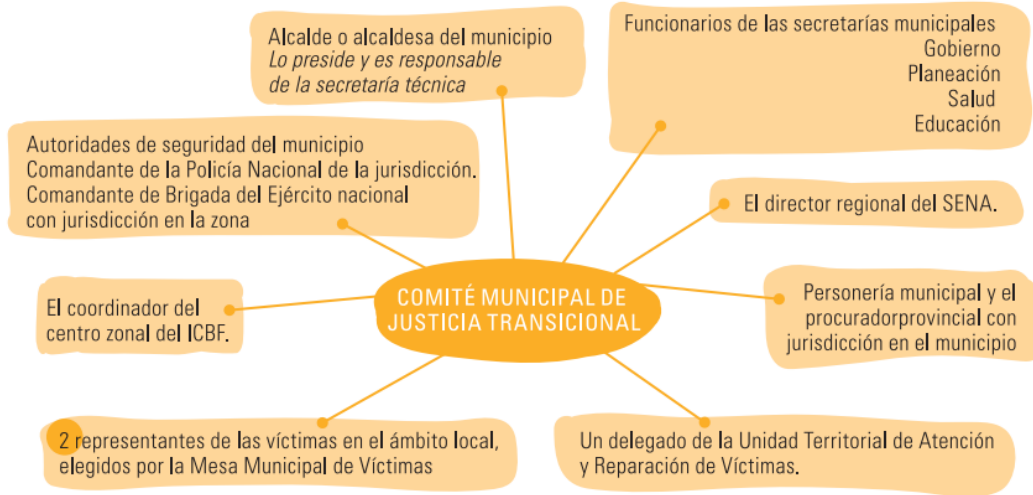 Alcalde o alcaldesa del municipio
Lo preside y es responsable
de la secretaría técnica
Funcionarios de las secretarías municipales
Gobierno
Planeación
Salud
Educación
Autoridades de seguridad del municipio
Comandante de la Policía Nacional de la jurisdicción.
Comandante de Brigada del Ejército nacional
con jurisdicción en la zona
El director regional del SENA.
COMITÉ MUNICIPAL DE
JUSTICIA TRANSICIONAL
El coordinador del
centro zonal del ICBF.
Personería municipal y el
procuradorprovincial con
jurisdicción en el municipio
2 representantes de las víctimas en el ámbito local,
elegidos por la Mesa Municipal de Víctimas
Un delegado de la Unidad Territorial de Atención
y Reparación de Víctimas.